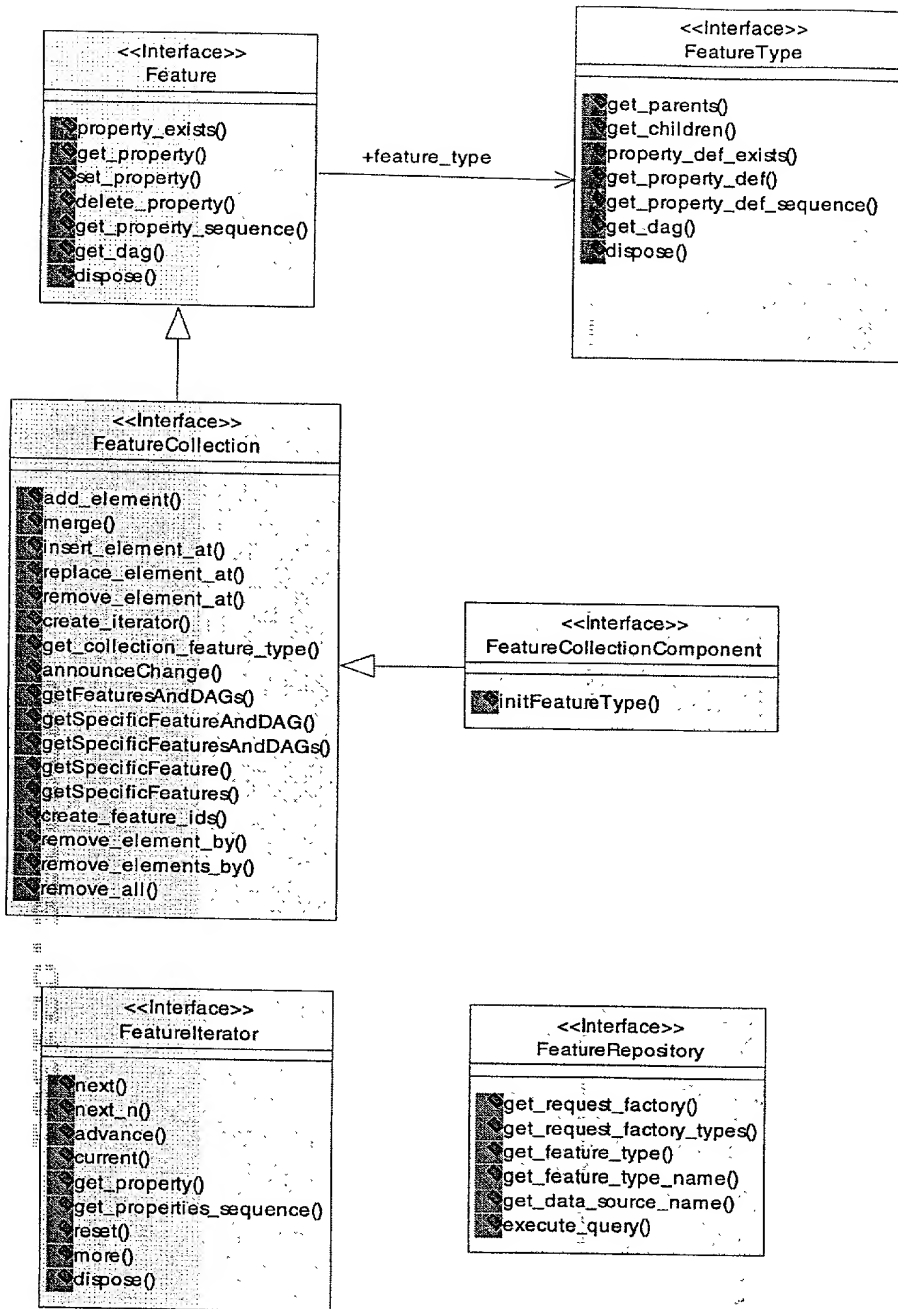 <<Interface>>
Feature
property_exists()
get_property()
set_property()
delete_property()
get_property_sequence()
get_dag()
dispose()
+feature_type
<<Interface>>
FeatureType
get_parents()
get_children()
property_def_exists()
get_property_def()
get_property_def_sequence()
get_dag()
dispose()
<<Interface>>
FeatureCollection
add_element()
merge()
insert_element_at()
replace_element_at()
remove_element_at()
create_iterator()
get_collection_feature_type()
announceChange()
getFeaturesAndDAGs()
getSpecificFeatureAndDAG()
getSpecificFeaturesAndDAGs()
getSpecificFeature()
getSpecificFeatures()
create_feature_ids()
remove_element_by()
remove_elements_by()
remove_all()
<<Interface>>
FeatureCollectionComponent
initFeatureType()
<<Interface>>
FeatureIterator
next()
next_n()
advance()
current()
get_property()
get_properties_sequence()
reset()
more()
dispose()
<<Interface>>
FeatureRepository
get_request_factory()
get_request_factory_types()
get_feature_type()
get_feature_type_name()
get_data_source_name()
execute_query()